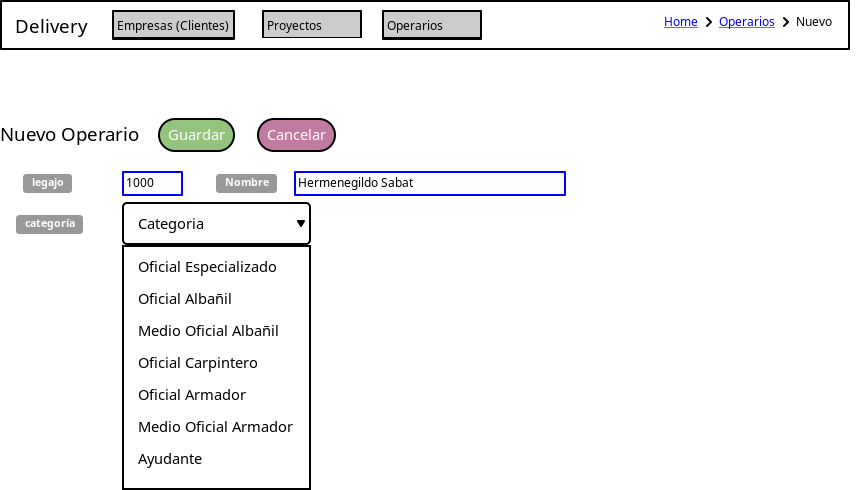 Delivery Empresas (Clientes) Proyectos Operarios Home > Operarios > Nuevo
Nuevo Operario Guardar Cancelar
legajo 1000 Nombre Hermenegildo Sabat
categoría Categoria
Oficial Especializado
Oficial Albañil
Medio Oficial Albañil
Oficial Carpintero
Oficial Armador
Medio Oficial Armador
Ayudante